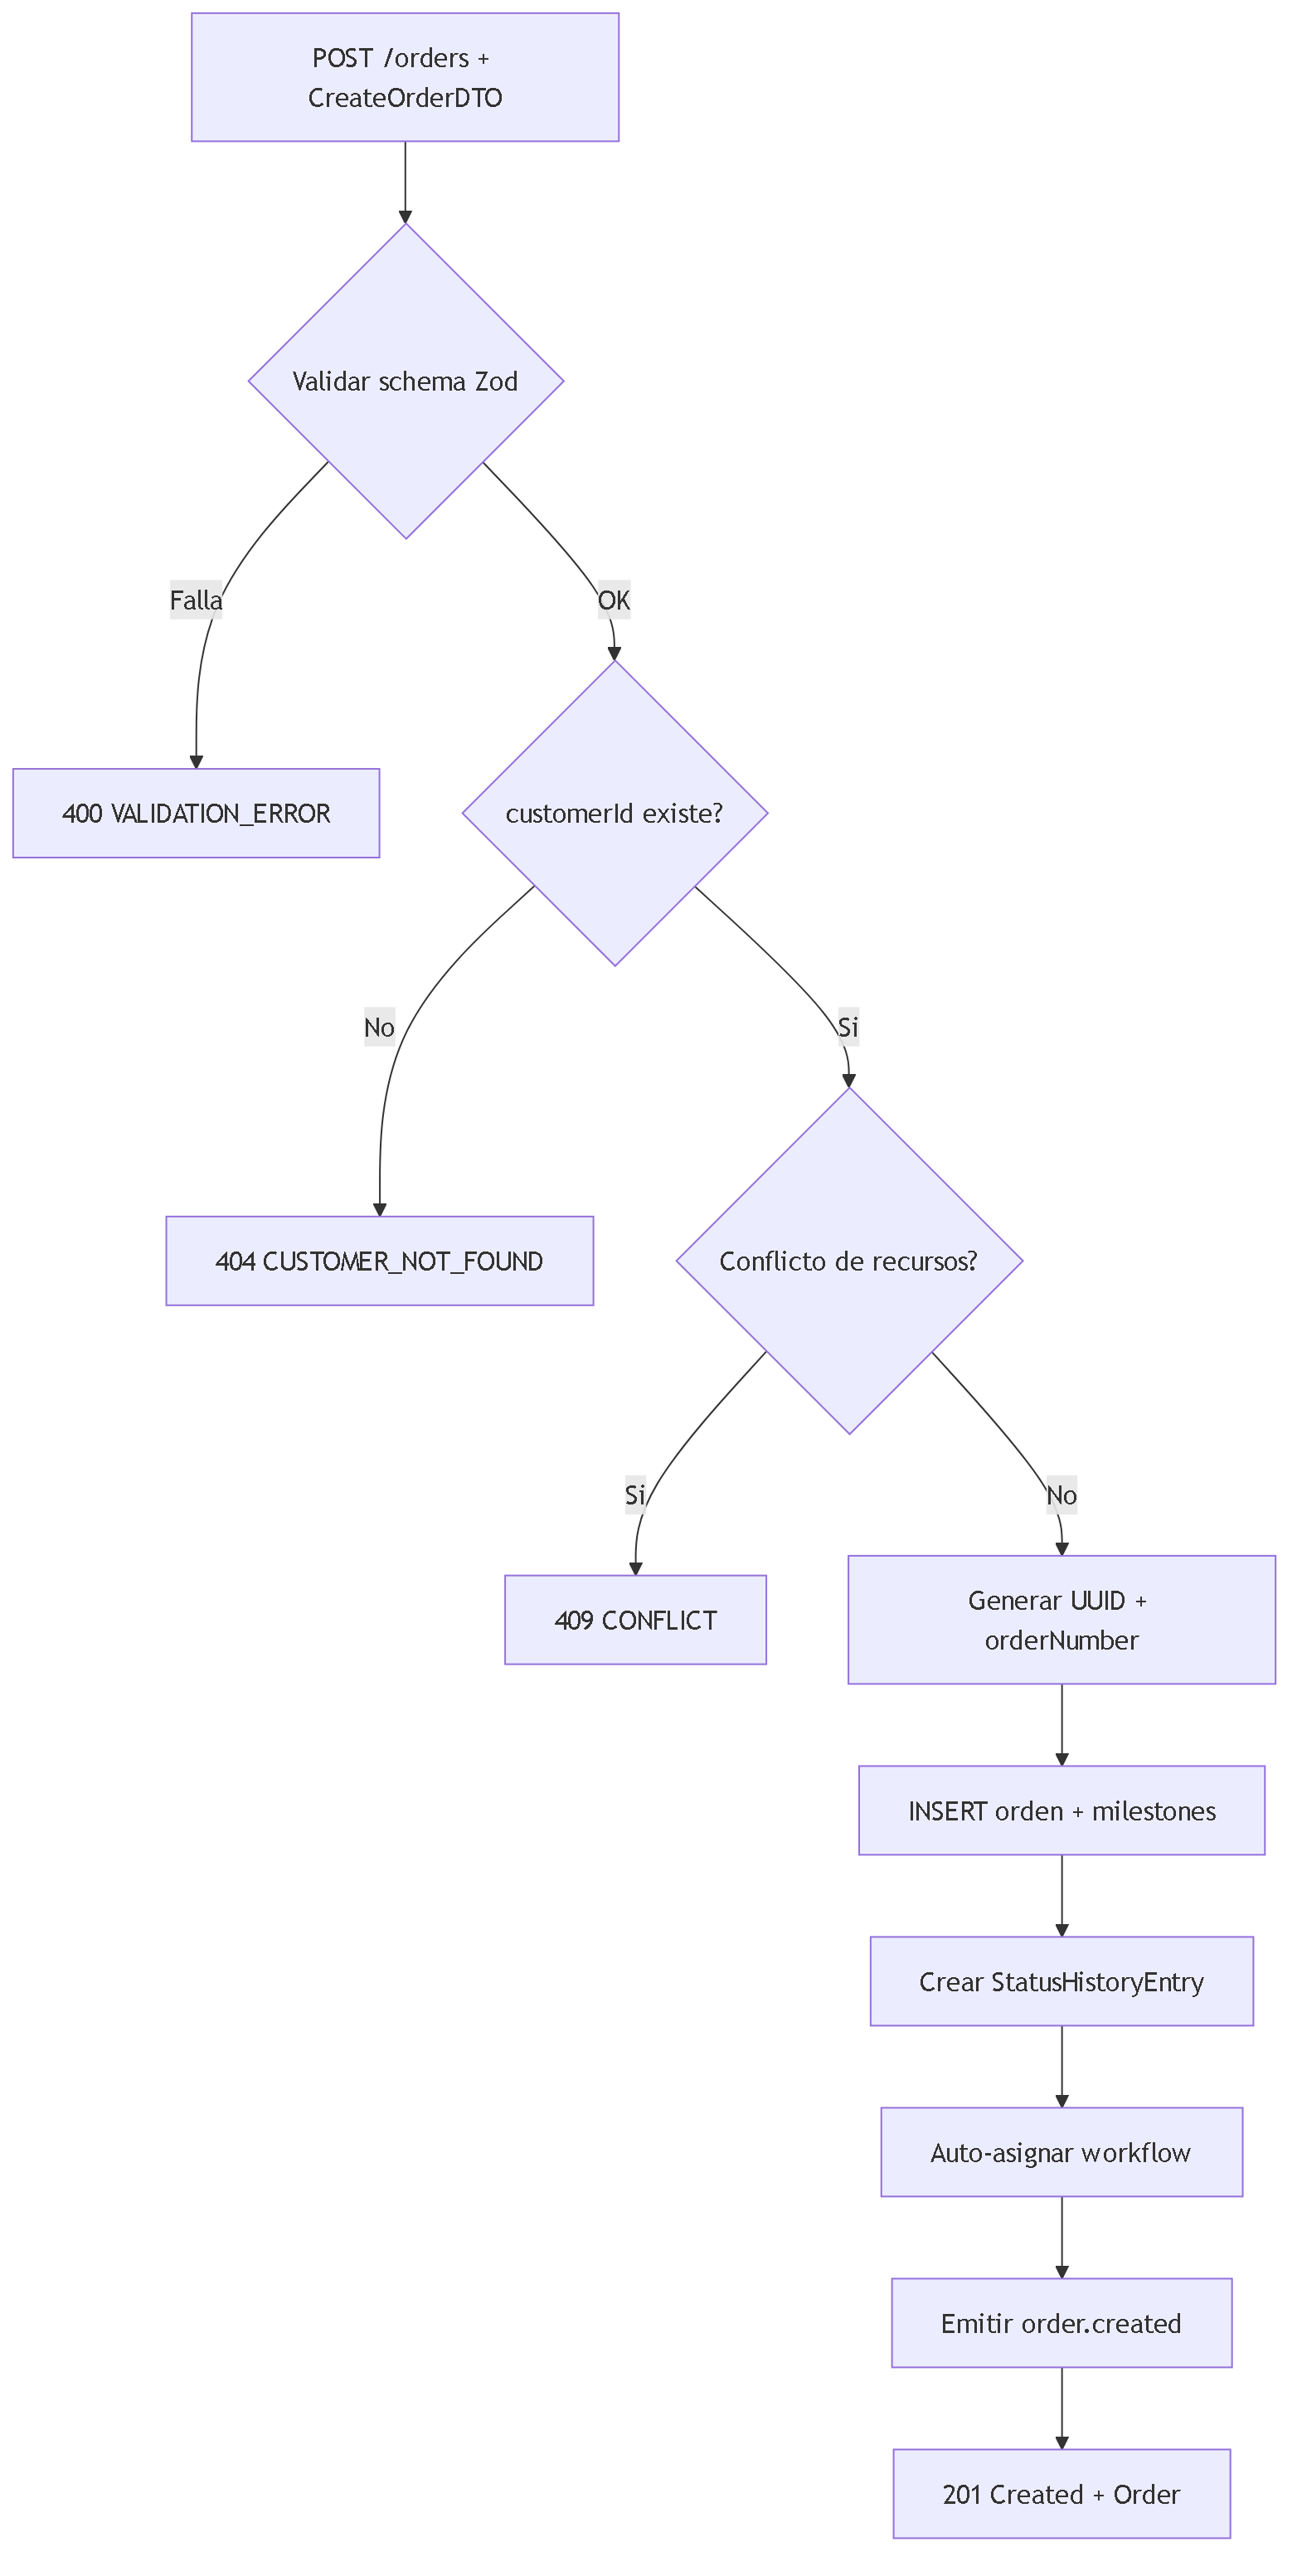 POST /orders +
CreateOrderDTO
Validar schema Zod
Falla
OK
400 VALIDATION_ERROR
customerId existe?
No
Si
404 CUSTOMER_NOT_FOUND
Conflicto de recursos?
Si
No
409 CONFLICT
Generar UUID +
orderNumber
INSERT orden + milestones
Crear StatusHistoryEntry
Auto-asignar workflow
Emitir order.created
201 Created + Order